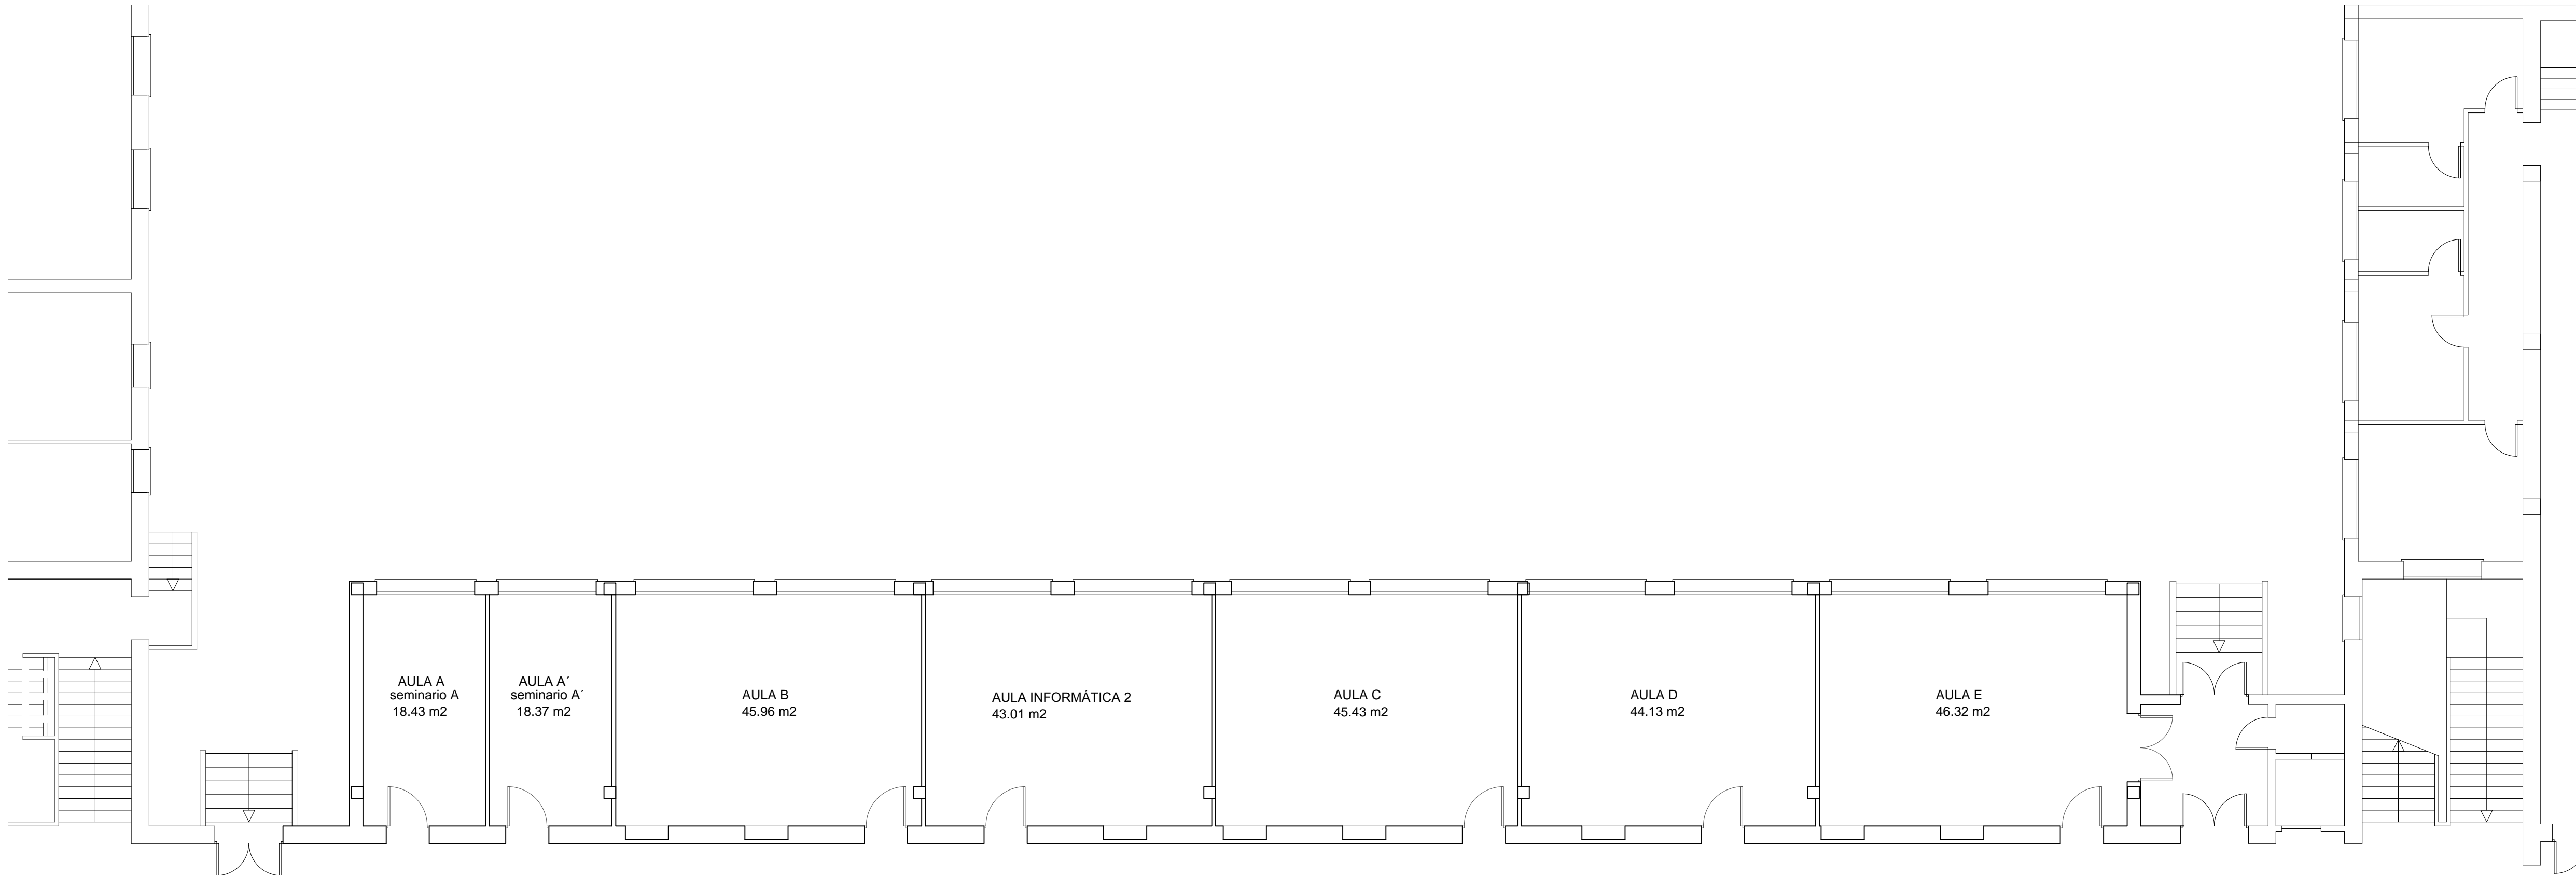 AULA A
seminario A
18.43 m2
AULA A´
seminario A´
18.37 m2
AULA B
45.96 m2
AULA INFORMÁTICA 2
43.01 m2
AULA C
45.43 m2
AULA D
44.13 m2
AULA E
46.32 m2